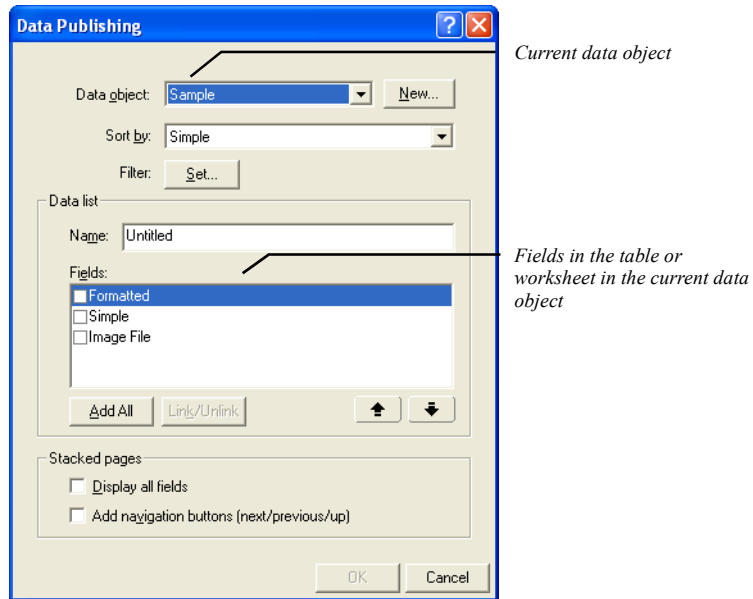 Data Publishing
Current data object
Data object: Sample New...
Sort by: Simple
Filter: Set...
Data list
Name: Untitled
Fields in the table or
worksheet in the current data
object
Fields:
Formatted
Simple
Image File
Add All Link/Unlink
Stacked pages
Display all fields
Add navigation buttons (next/previous/up)
OK Cancel